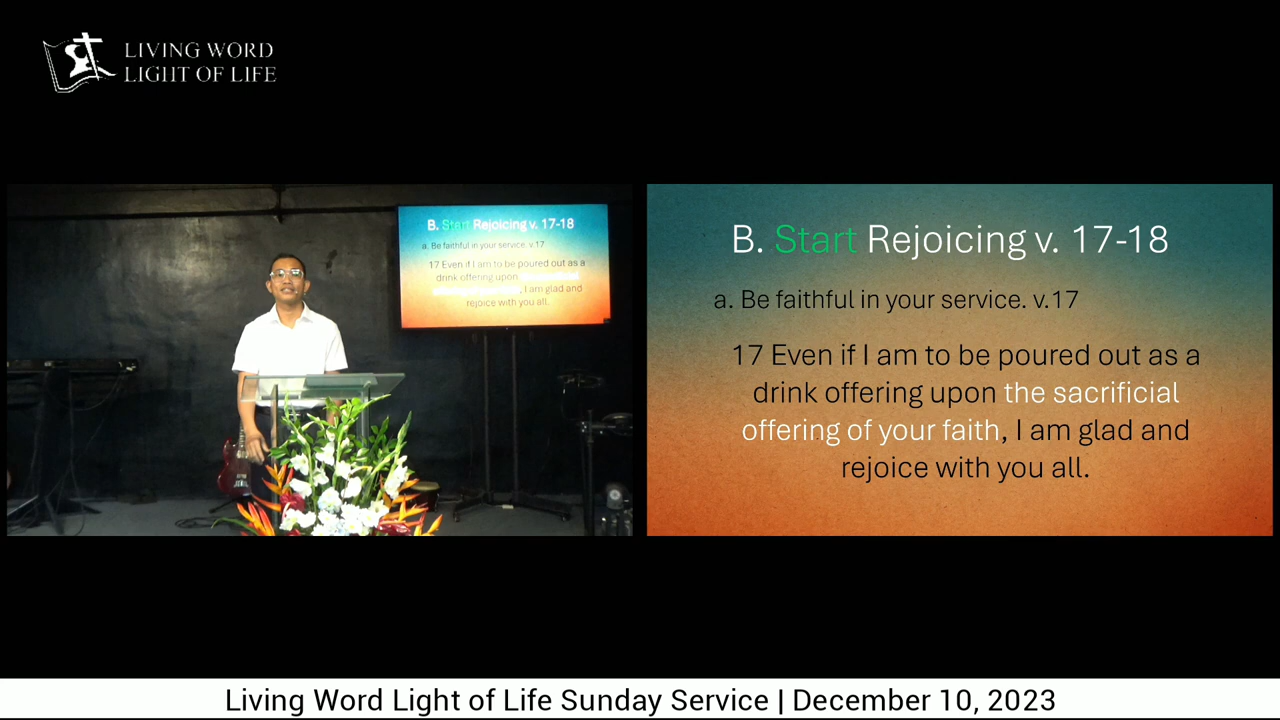 LIVING WORD
LIGHT OF LIFE
B. Start Rejoicing v. 17-18
a. Be faithful in your service. v.17
17 Even if I am to be poured out as a
drink offering upon
, I am glad and
rejoice with you all.
B. Start Rejoicing v. 17-18
a. Be faithful in your service. v.17
17 Even if I am to be poured out as a
drink offering upon the sacrificial
offering of your faith, I am glad and
rejoice with you all.
Living Word Light of Life Sunday Service | December 10, 2023